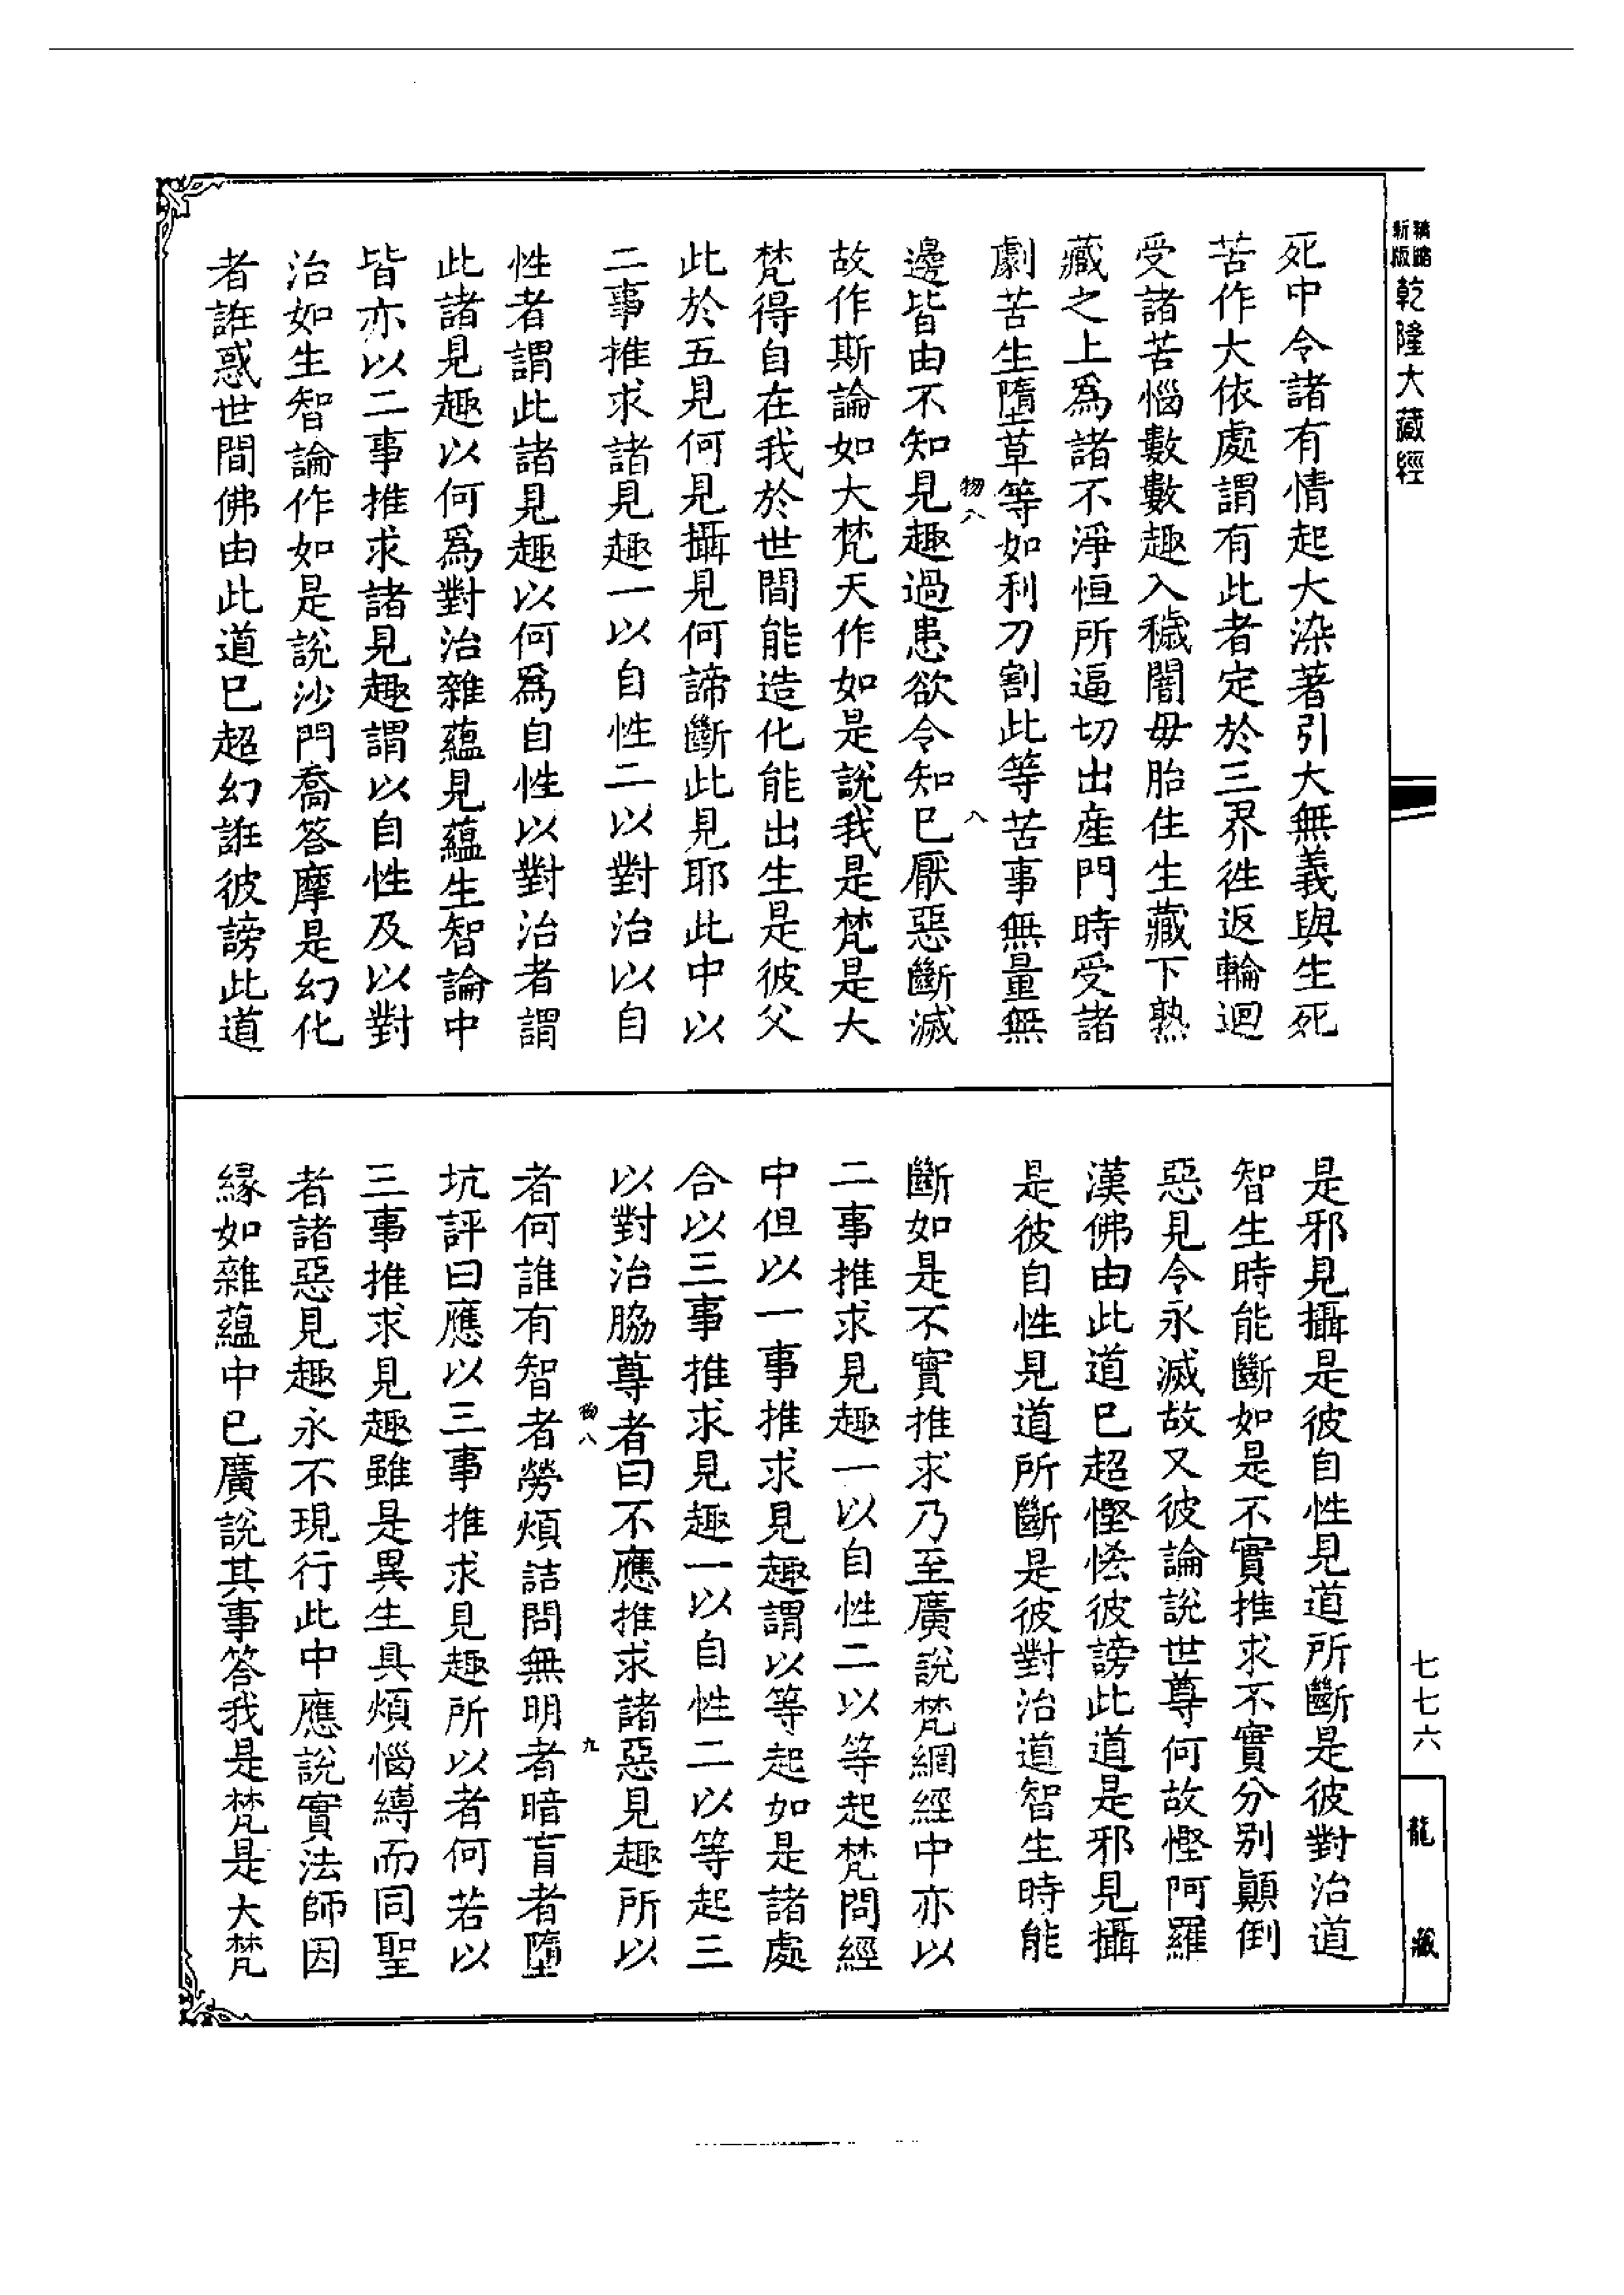 新版精縮
乾隆大藏經
死中令諸有情起大染著引大無義與生死
苦作大依處謂有此者定於三界徃返輪迴
受諸苦惱數數趣入穢闇毋胎住生藏下熟
藏之上爲諸不淨恒所逼切出產門時受諸
劇苦生墮草等如利刀割此等苦事無量無
物八
八
邊皆由不知見趣過患欲令知已厭惡斷滅
故作斯論如大梵天作如是說我是梵是大
梵得自在我於世間能造化能出生是彼父
此於五見何見攝見何諦斷此見耶此中以
二事推求諸見趣一以自性二以對治以自
性者謂此諸見趣以何爲自性以對治者謂
此諸見趣以何爲對治雜蘊見蘊生智論中
皆亦以二事推求諸見趣謂以自性及以對
治如生智論作如是說沙門喬答摩是幻化
者誑惑世間佛由此道已超幻誑彼謗此道
是邪見攝是彼自性見道所斷是彼對治道
智生時能斷如是不實推求不實分別顛倒
惡見令永滅故又彼論說世尊何故慳阿羅
漢佛由此道已超慳悋彼謗此道是邪見攝
是彼自性見道所斷是彼對治道智生時能
斷如是不實推求乃至廣說梵網經中亦以
二事推求見趣一以自性二以等起梵問經
中但以一事推求見趣謂以等起如是諸處
合以三事推求見趣一以自性二以等起三
以對治脇尊者曰不應推求諸惡見趣所以
物八
九
者何誰有智者勞煩詰問無明者暗盲者墮
坑評曰應以三事推求見趣所以者何若以
三事推求見趣雖是異生具煩惱縛而同聖
者諸惡見趣永不現行此中應說實法師因
緣如雜蘊中已廣說其事答我是梵是大梵
七七六
龍藏